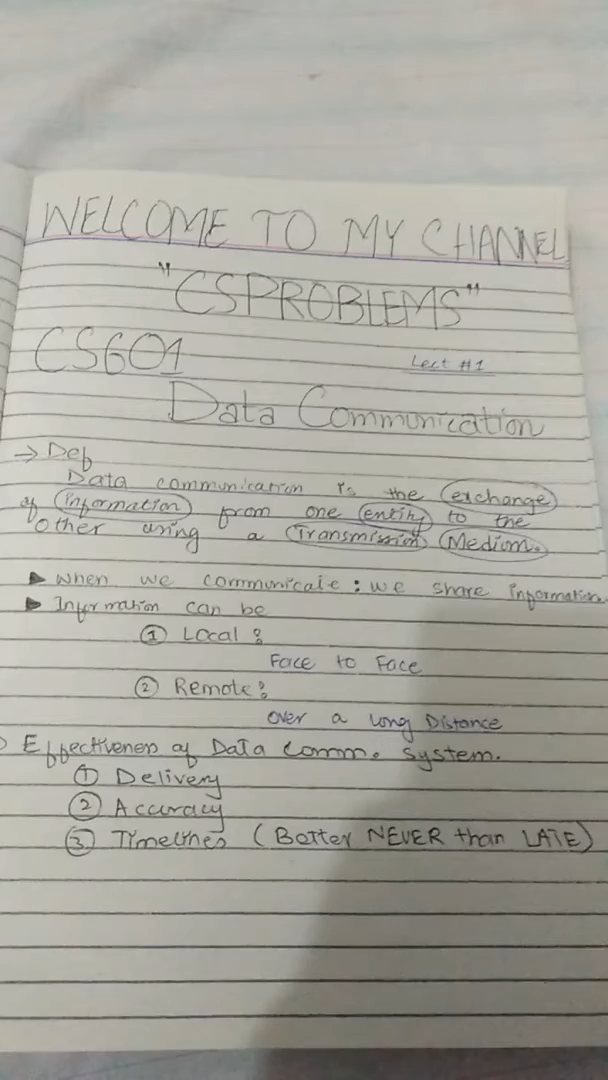 WELCOME TO MY CHANNEL
"CSPROBLEMS"
CS601
Lect #1
Data Communication
→ Def
Data communication is the exchange
of information from one entity to the
other using a Transmission Medium.
▶ When we communicate : we share information
▶ Information can be
① Local :
Face to Face
② Remote :
over a long Distance
Effectiveness of Data Comm. System.
① Delivery
② Accuracy
③ Timelines (Better NEVER than LATE)